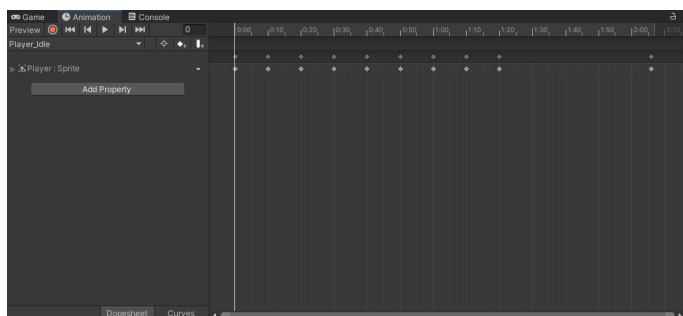 Game Animation Console
Preview 0 0:00 0:10 0:20 0:30 0:40 0:50 1:00 1:10 1:20 1:30 1:40 1:50 2:00 2:10
Player_Idle
Player : Sprite
Add Property
Dopesheet Curves